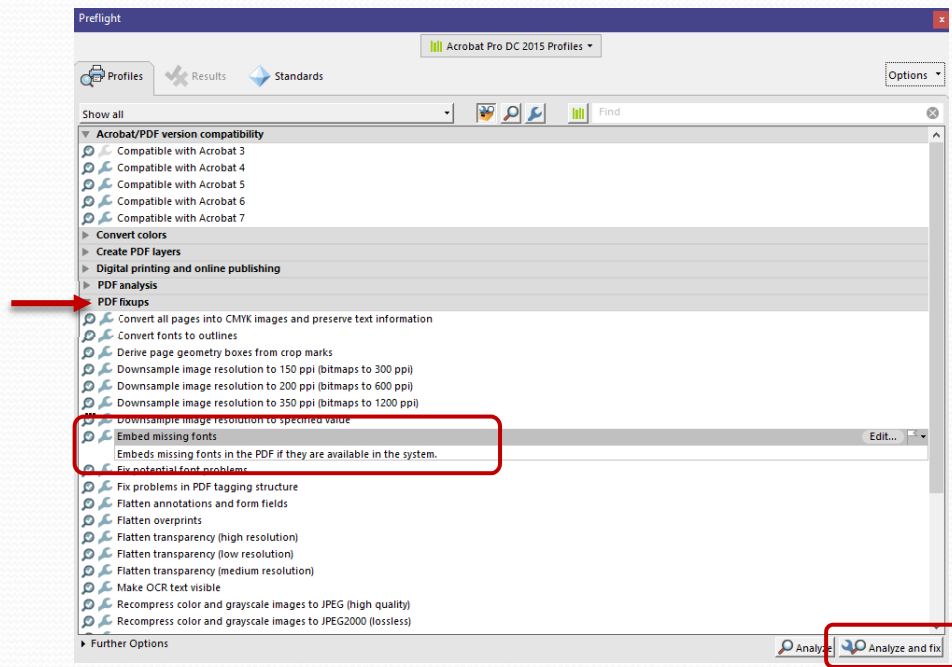 Preflight
x
Acrobat Pro DC 2015 Profiles
Profiles Results Standards Options
Show all Find
Acrobat/PDF version compatibility
Compatible with Acrobat 3
Compatible with Acrobat 4
Compatible with Acrobat 5
Compatible with Acrobat 6
Compatible with Acrobat 7
Convert colors
Create PDF layers
Digital printing and online publishing
PDF analysis
PDF fixups
Convert all pages into CMYK images and preserve text information
Convert fonts to outlines
Derive page geometry boxes from crop marks
Downsample image resolution to 150 ppi (bitmaps to 300 ppi)
Downsample image resolution to 200 ppi (bitmaps to 600 ppi)
Downsample image resolution to 350 ppi (bitmaps to 1200 ppi)
Downsample image resolution to specified value
Embed missing fonts Edit...
Embeds missing fonts in the PDF if they are available in the system.
Fix potential font problems
Fix problems in PDF tagging structure
Flatten annotations and form fields
Flatten overprints
Flatten transparency (high resolution)
Flatten transparency (low resolution)
Flatten transparency (medium resolution)
Make OCR text visible
Recompress color and grayscale images to JPEG (high quality)
Recompress color and grayscale images to JPEG2000 (lossless)
Further Options Analyze Analyze and fix